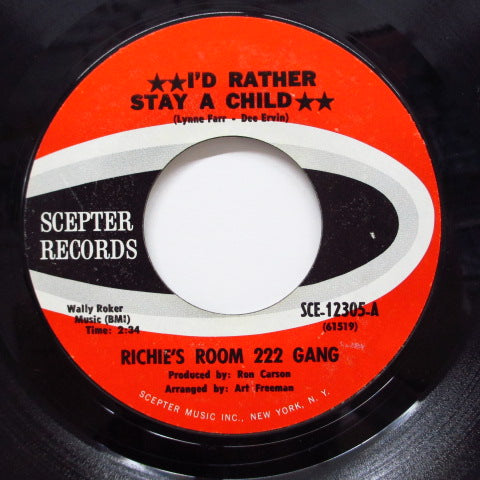 ★★I'D RATHER
STAY A CHILD★★
(Lynne Farr - Dee Ervin)
SCEPTER
RECORDS
Wally Roker
Music (BMI)
Time: 2:34
SCE-12305-A
(61519)
RICHIE'S ROOM 222 GANG
Produced by: Ron Carson
Arranged by: Art Freeman
SCEPTER MUSIC INC., NEW YORK, N. Y.